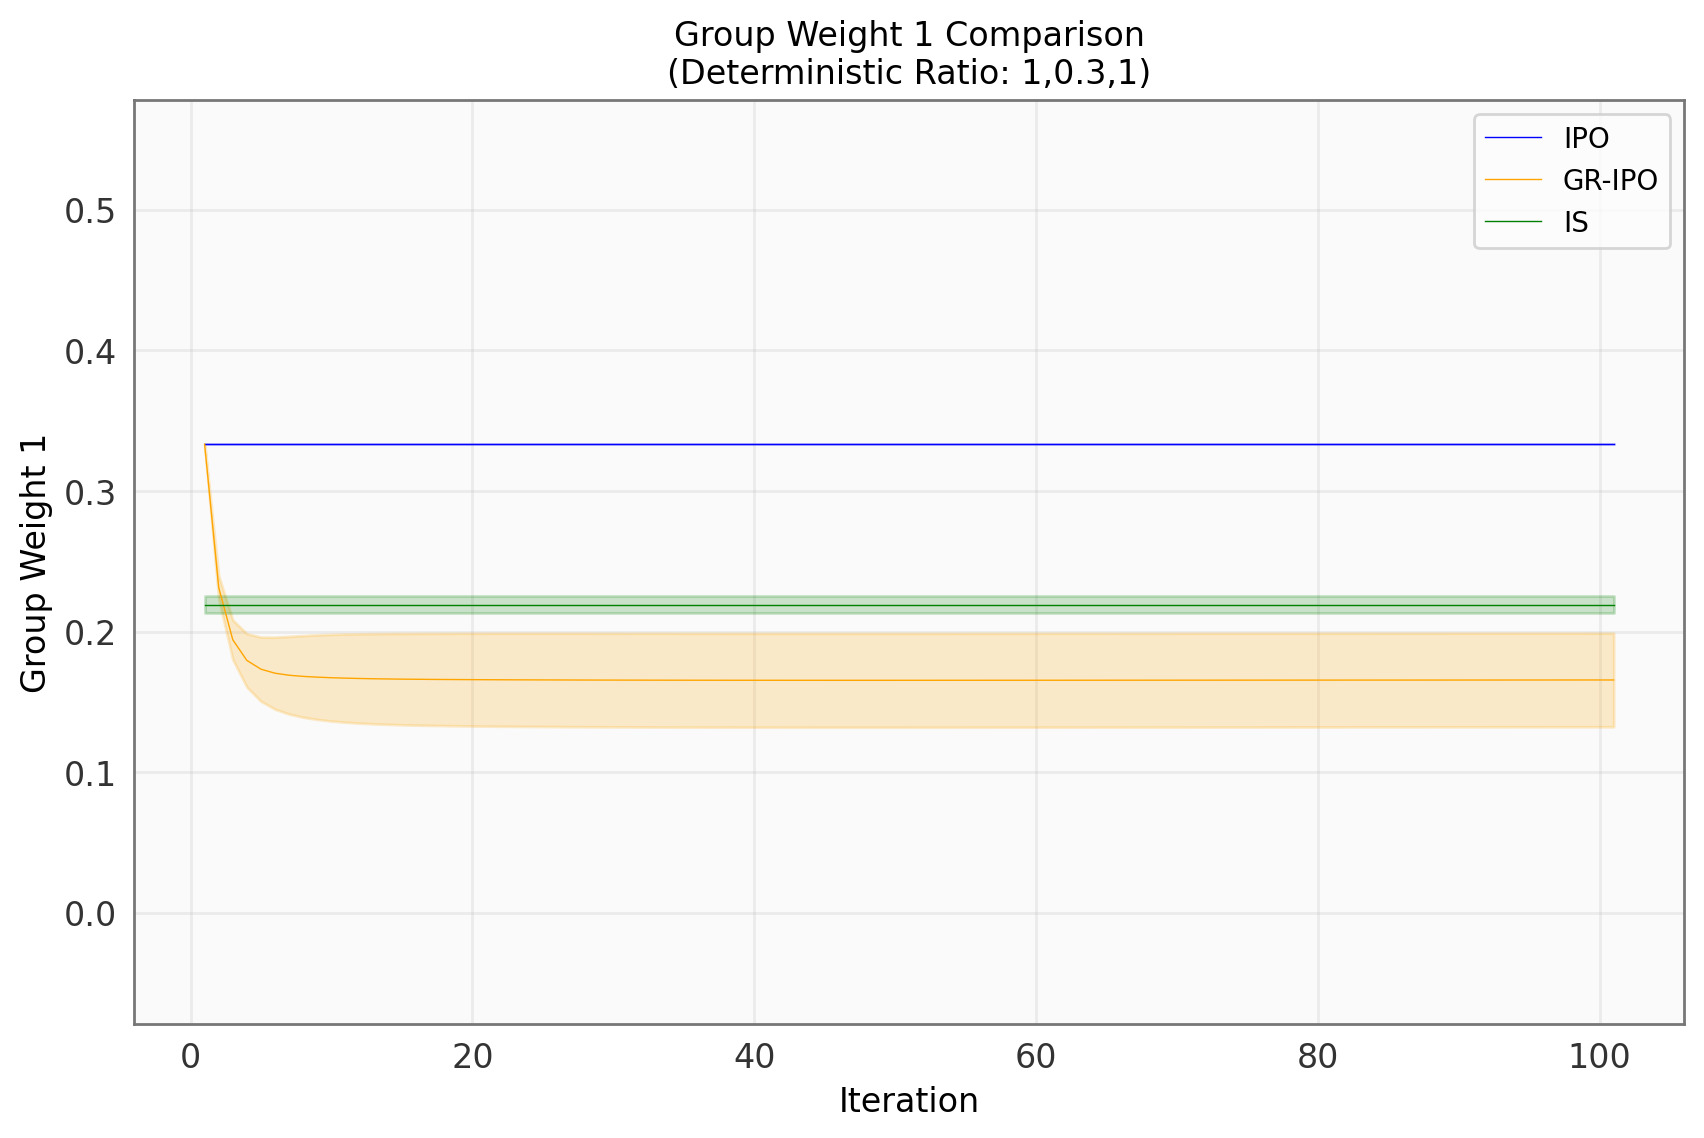 Group Weight 1 Comparison
(Deterministic Ratio: 1,0.3,1)
IPO
GR-IPO
IS
Group Weight 1
0.5
0.4
0.3
0.2
0.1
0.0
0 20 40 60 80 100
Iteration